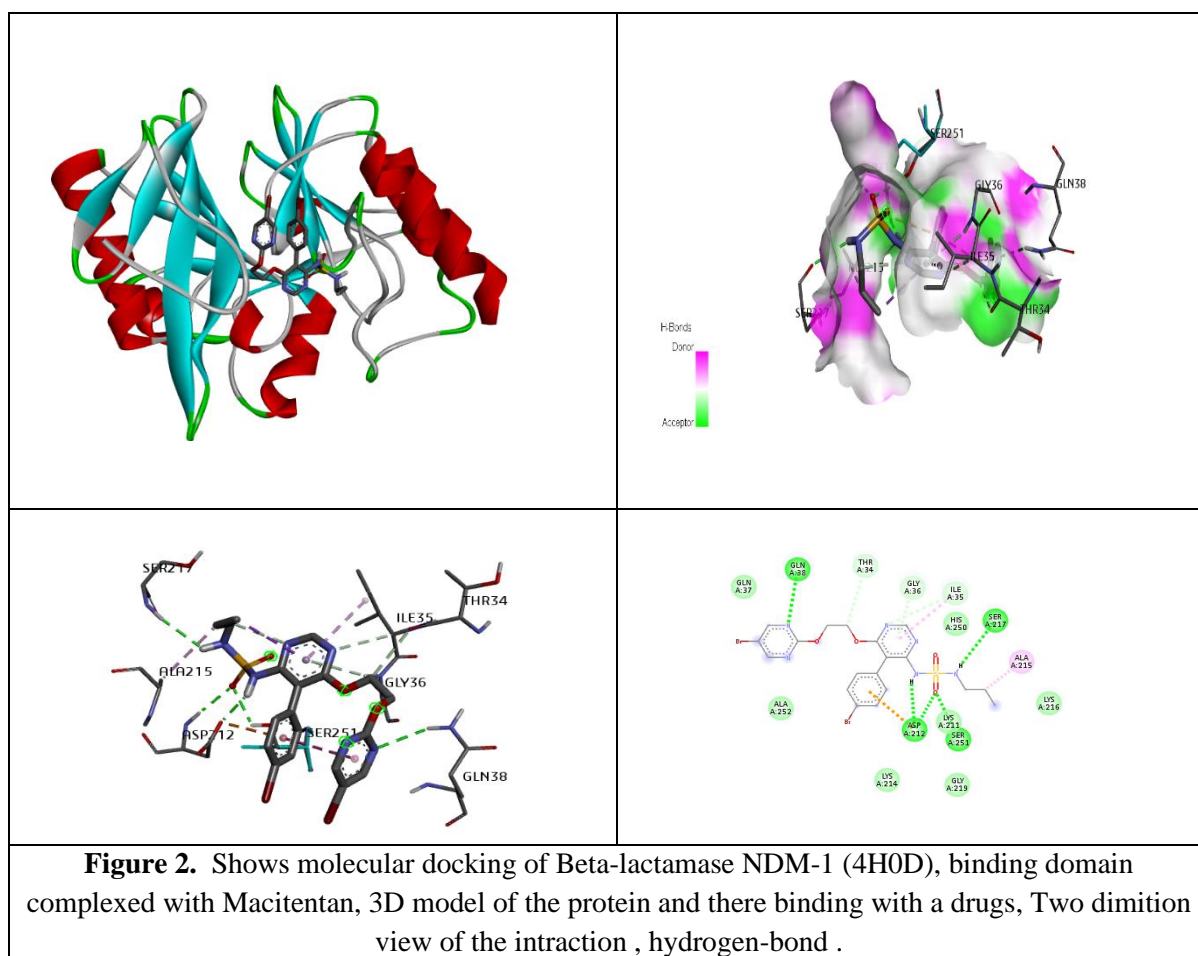 SER251
GLY36
GLN38
ILE35
THR34
H-Bonds
Donor
Acceptor
SER217
THR34
ILE35
ALA215
GLY36
ASP212
SER251
GLN38
GLN
A:37
GLN
A:38
THR
A:34
GLY
A:36
ILE
A:35
HIS
A:250
SER
A:217
ALA
A:215
LYS
A:216
Br
N
N
O
O
N
N
N
H
O
S
O
N
H
Br
ALA
A:252
ASP
A:212
LYS
A:211
SER
A:251
LYS
A:214
GLY
A:219
Figure 2. Shows molecular docking of Beta-lactamase NDM-1 (4H0D), binding domain
complexed with Macitentan, 3D model of the protein and there binding with a drugs, Two dimition
view of the intraction , hydrogen-bond .